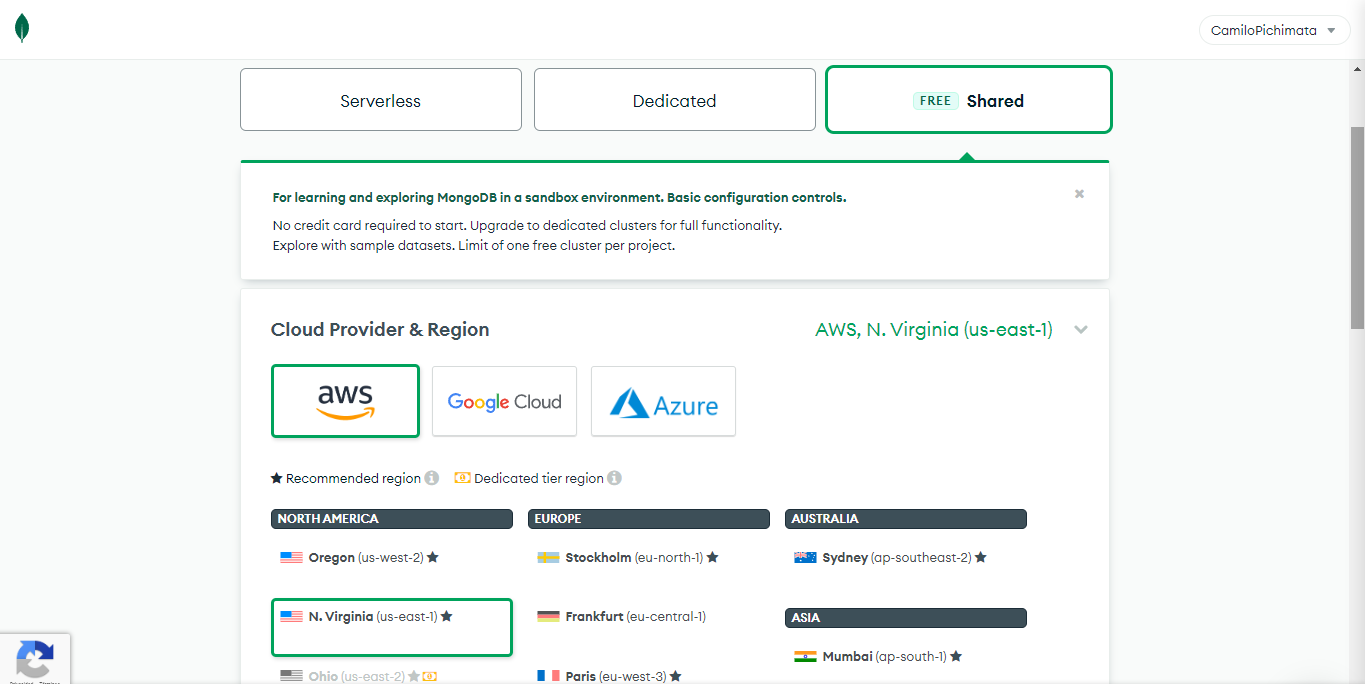 CamiloPichimata
Serverless
Dedicated
FREE Shared
For learning and exploring MongoDB in a sandbox environment. Basic configuration controls.
No credit card required to start. Upgrade to dedicated clusters for full functionality.
Explore with sample datasets. Limit of one free cluster per project.
Cloud Provider & Region
AWS, N. Virginia (us-east-1)
aws
Google Cloud
Azure
Recommended region
Dedicated tier region
NORTH AMERICA
Oregon (us-west-2)
N. Virginia (us-east-1)
Ohio (us-east-2)
EUROPE
Stockholm (eu-north-1)
Frankfurt (eu-central-1)
Paris (eu-west-3)
AUSTRALIA
Sydney (ap-southeast-2)
ASIA
Mumbai (ap-south-1)